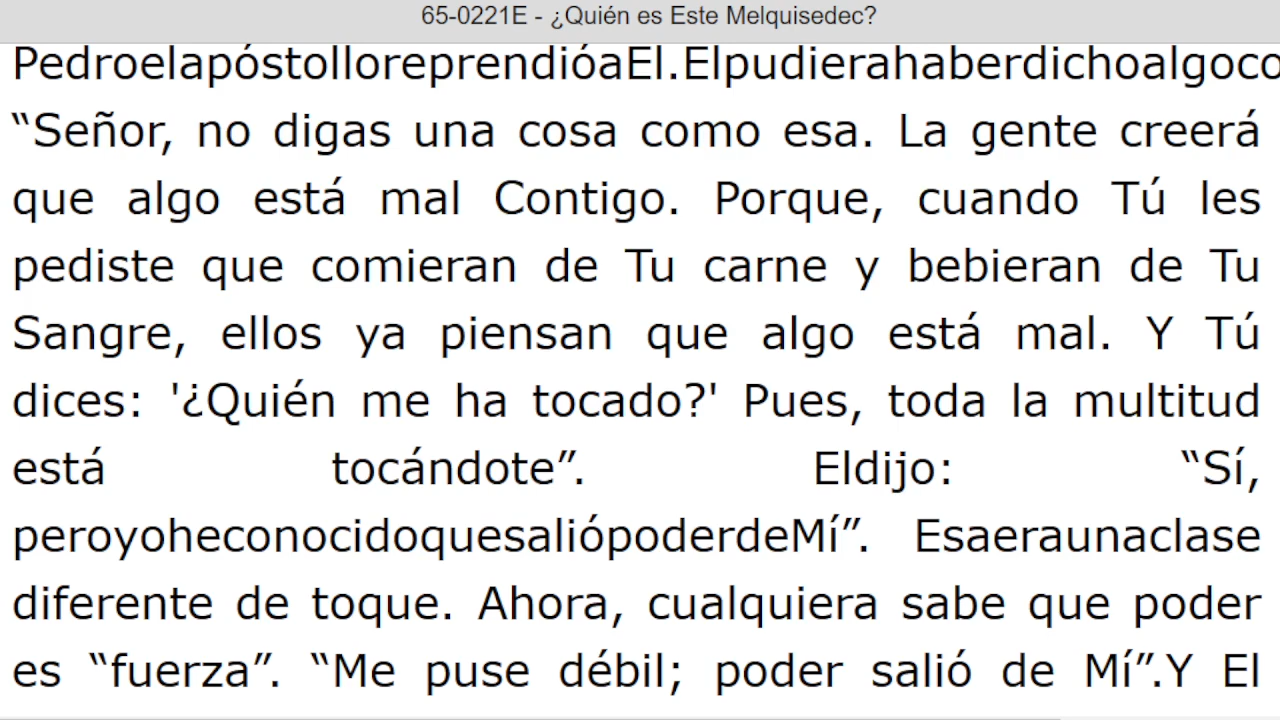 65-0221E - ¿Quién es Este Melquisedec?
PedroelapóstolloreprendióaEl.Elpudierahaberdichoalgoco
“Señor, no digas una cosa como esa. La gente creerá
que algo está mal Contigo. Porque, cuando Tú les
pediste que comieran de Tu carne y bebieran de Tu
Sangre, ellos ya piensan que algo está mal. Y Tú
dices: '¿Quién me ha tocado?' Pues, toda la multitud
está tocándote”. Eldijo: “Sí,
peroyoheconocidoquesaliópoderdeMí”. Esaeraunaclase
diferente de toque. Ahora, cualquiera sabe que poder
es “fuerza”. “Me puse débil; poder salió de Mí”.Y El